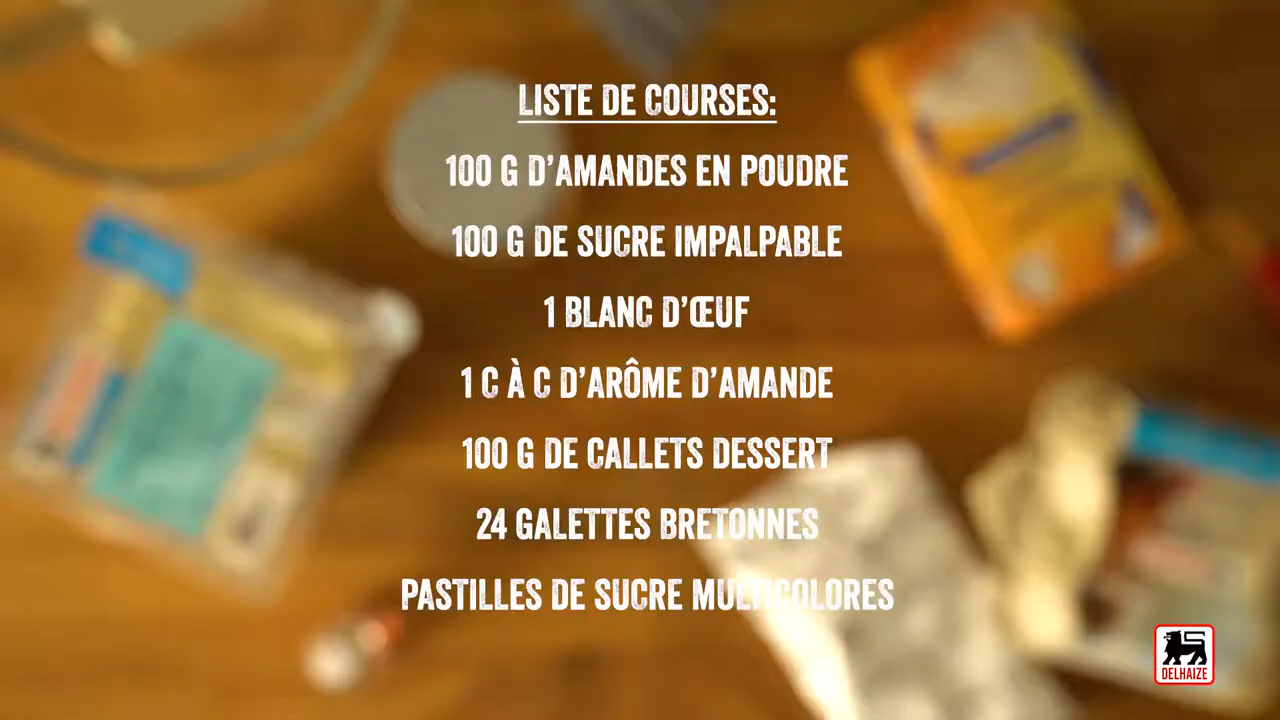 LISTE DE COURSES:
100 G D'AMANDES EN POUDRE
100 G DE SUCRE IMPALPABLE
1 BLANC D'ŒUF
1 C À C D'ARÔME D'AMANDE
100 G DE CALLETS DESSERT
24 GALETTES BRETONNES
PASTILLES DE SUCRE MULTICOLORES
DELHAIZE